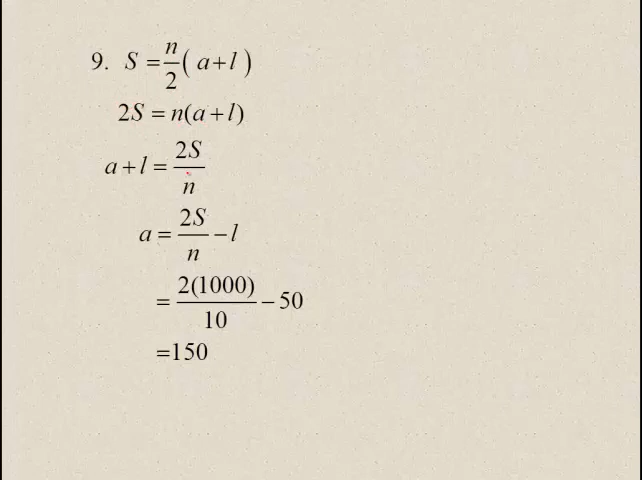 9. S = n/2 ( a + l )
2S = n(a + l)
a + l = 2S/n
a = 2S/n − l
= 2(1000)/10 − 50
=150